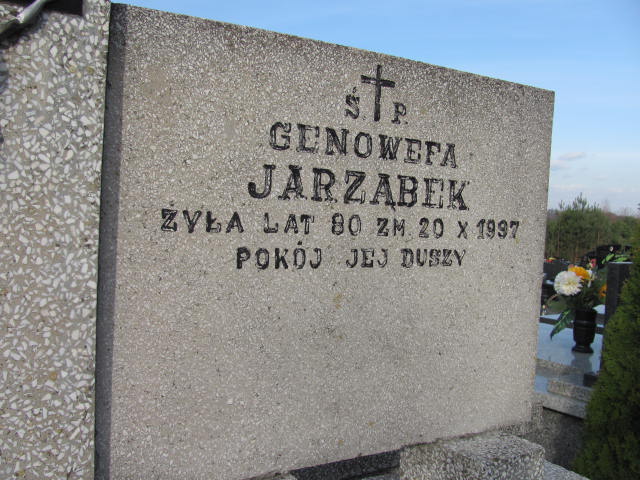 Ś P.
GENOWEFA
JARZĄBEK
ŻYŁA LAT 80 ZM. 20 X 1997
POKÓJ JEJ DUSZY